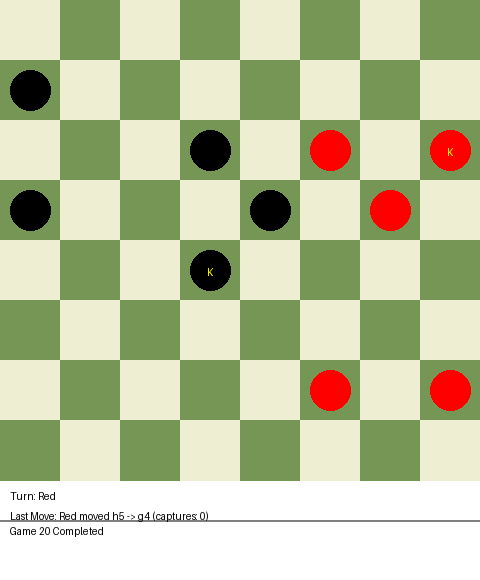 K
K
Turn: Red
Last Move: Red moved h5 -> g4 (captures: 0)
Game 20 Completed